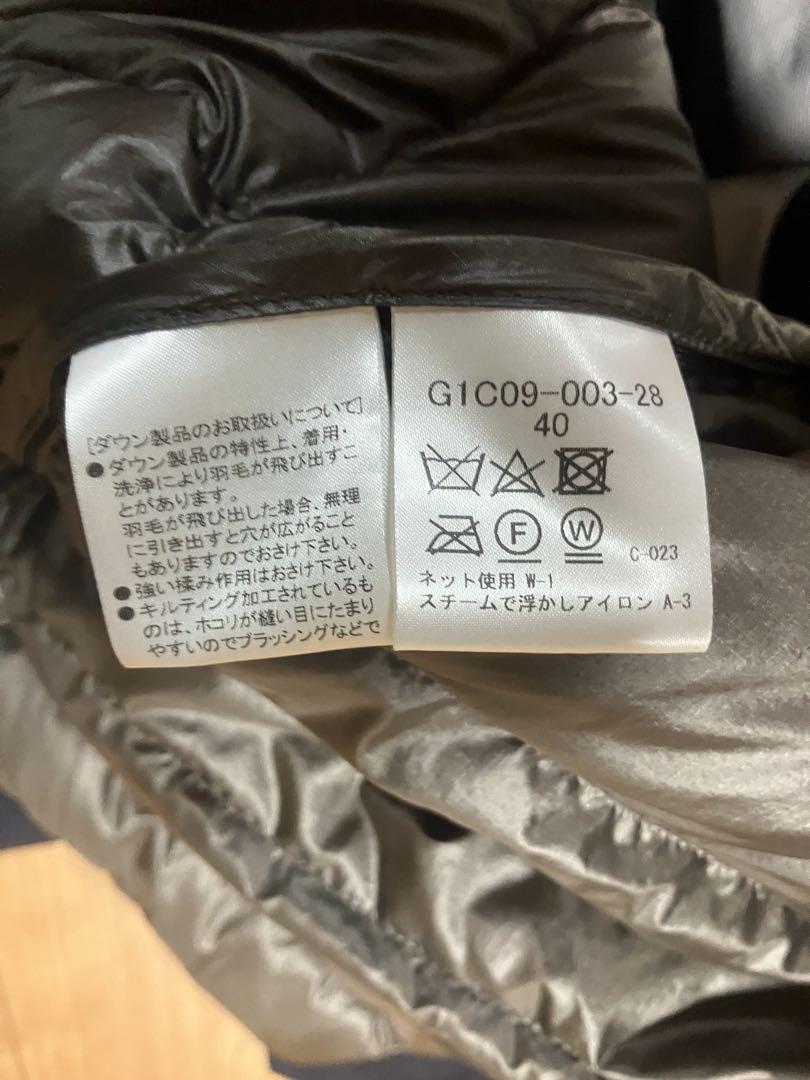 [ダウン製品のお取扱いについて]
●ダウン製品の特性上、着用・
洗浄により羽毛が飛び出すこ
とがあります。
羽毛が飛び出した場合、無理
に引き出すと穴が広がること
もありますのでおさけ下さい。
●強い揉み作用はおさけ下さい。
●キルティング加工されているも
のは、ホコリが縫い目にたまり
やすいのでブラッシングなどで
G1C09-003-28
40
F W
C-023
ネット使用 W-1
スチームで浮かしアイロン A-3